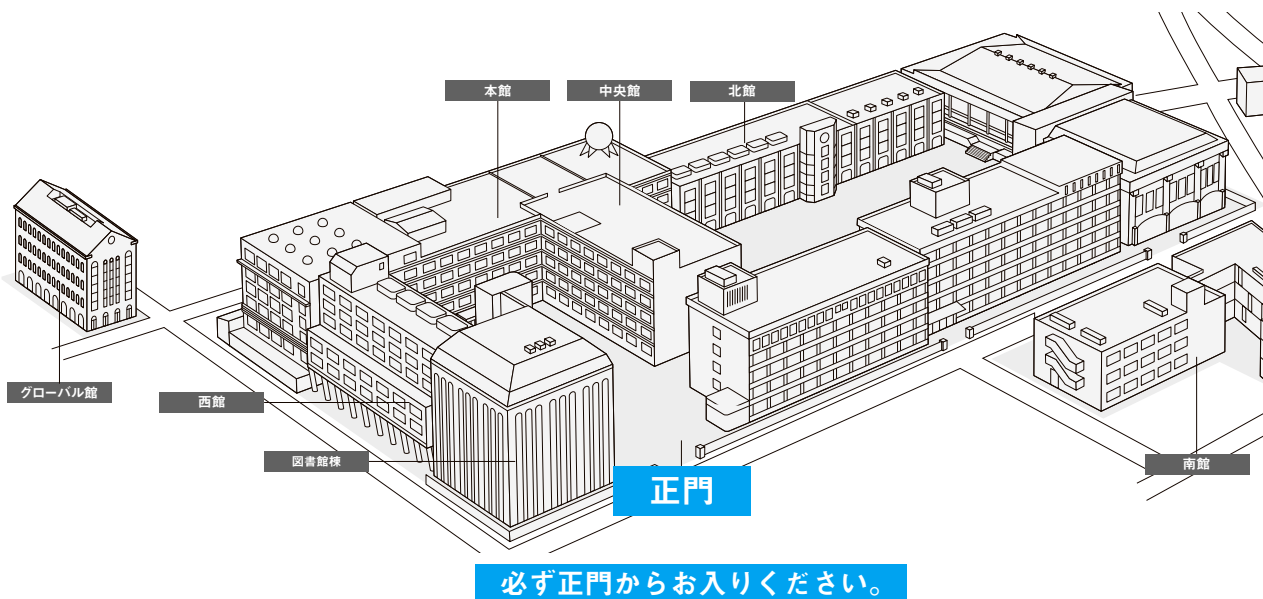 本館
中央館
北館
グローバル館
西館
図書館棟
南館
正門
必ず正門からお入りください。